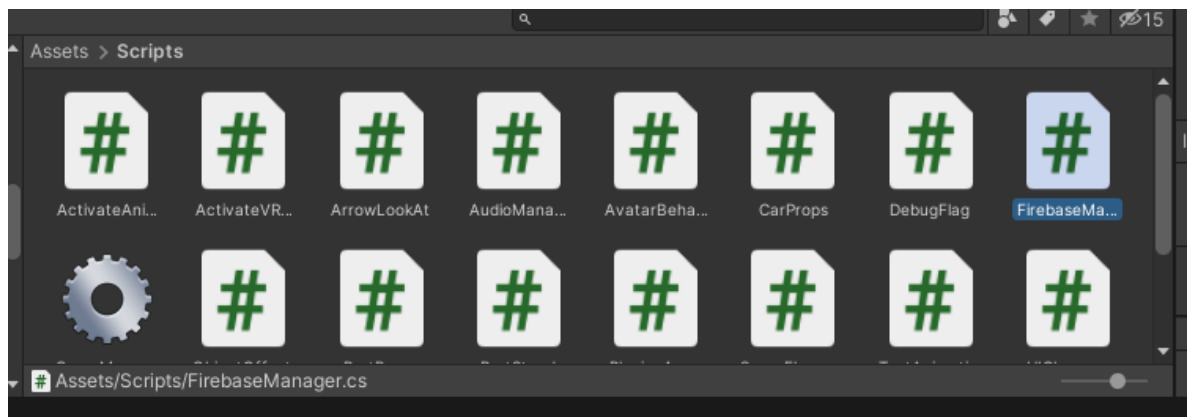 15
Assets > Scripts
ActivateAni...
ActivateVR...
ArrowLookAt
AudioMana...
AvatarBeha...
CarProps
DebugFlag
FirebaseMa...
Assets/Scripts/FirebaseManager.cs